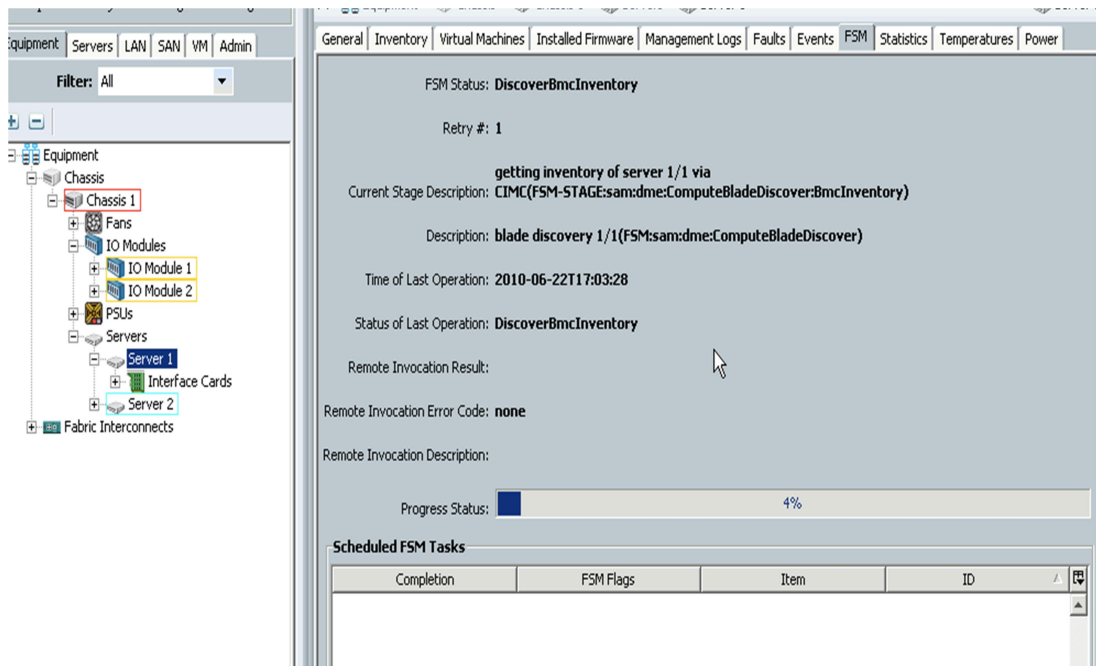 Equipment Servers LAN SAN VM Admin
Filter: All
Equipment
Chassis
Chassis 1
Fans
IO Modules
IO Module 1
IO Module 2
PSUs
Servers
Server 1
Interface Cards
Server 2
Fabric Interconnects
General Inventory Virtual Machines Installed Firmware Management Logs Faults Events FSM Statistics Temperatures Power
FSM Status: DiscoverBmcInventory
Retry #: 1
getting inventory of server 1/1 via
Current Stage Description: CIMC(FSM-STAGE:sam:dme:ComputeBladeDiscover:BmcInventory)
Description: blade discovery 1/1(FSM:sam:dme:ComputeBladeDiscover)
Time of Last Operation: 2010-06-22T17:03:28
Status of Last Operation: DiscoverBmcInventory
Remote Invocation Result:
Remote Invocation Error Code: none
Remote Invocation Description:
Progress Status: 4%
Scheduled FSM Tasks
Completion FSM Flags Item ID